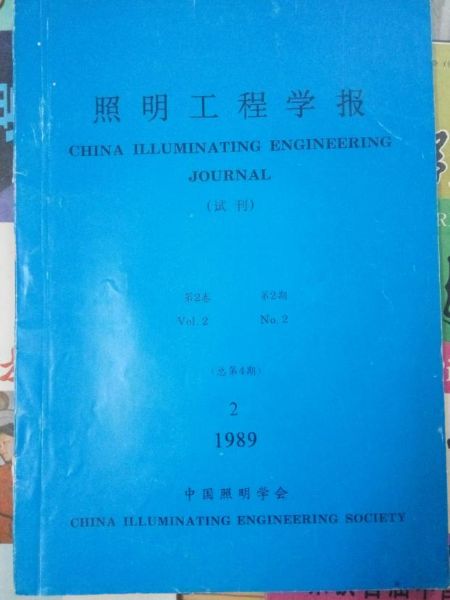 照明工程学报
CHINA ILLUMINATING ENGINEERING
JOURNAL
(试刊)
第2卷 第2期
Vol. 2 No. 2
(总第4期)
2
1989
中国照明学会
CHINA ILLUMINATING ENGINEERING SOCIETY